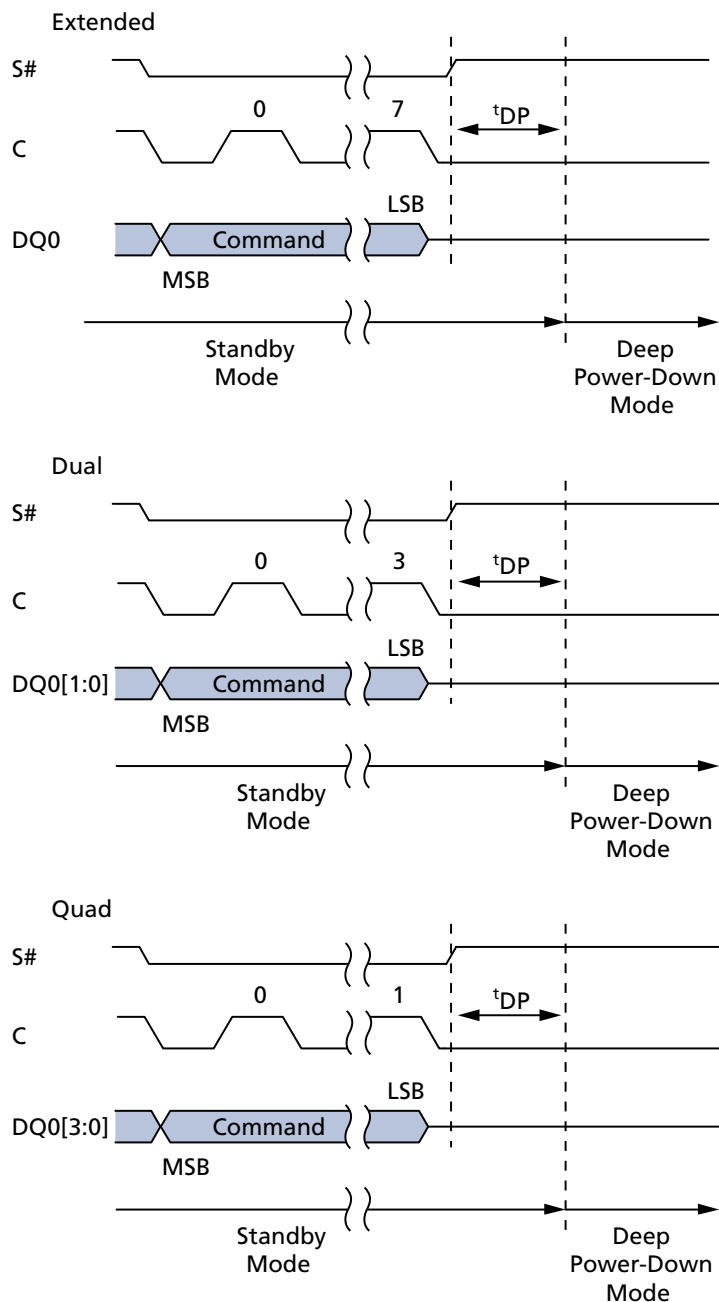 Extended
S#
0 7 tDP
C
LSB
DQ0 Command
MSB
Standby Mode
Deep Power-Down Mode
Dual
S#
0 3 tDP
C
LSB
DQ0[1:0] Command
MSB
Standby Mode
Deep Power-Down Mode
Quad
S#
0 1 tDP
C
LSB
DQ0[3:0] Command
MSB
Standby Mode
Deep Power-Down Mode